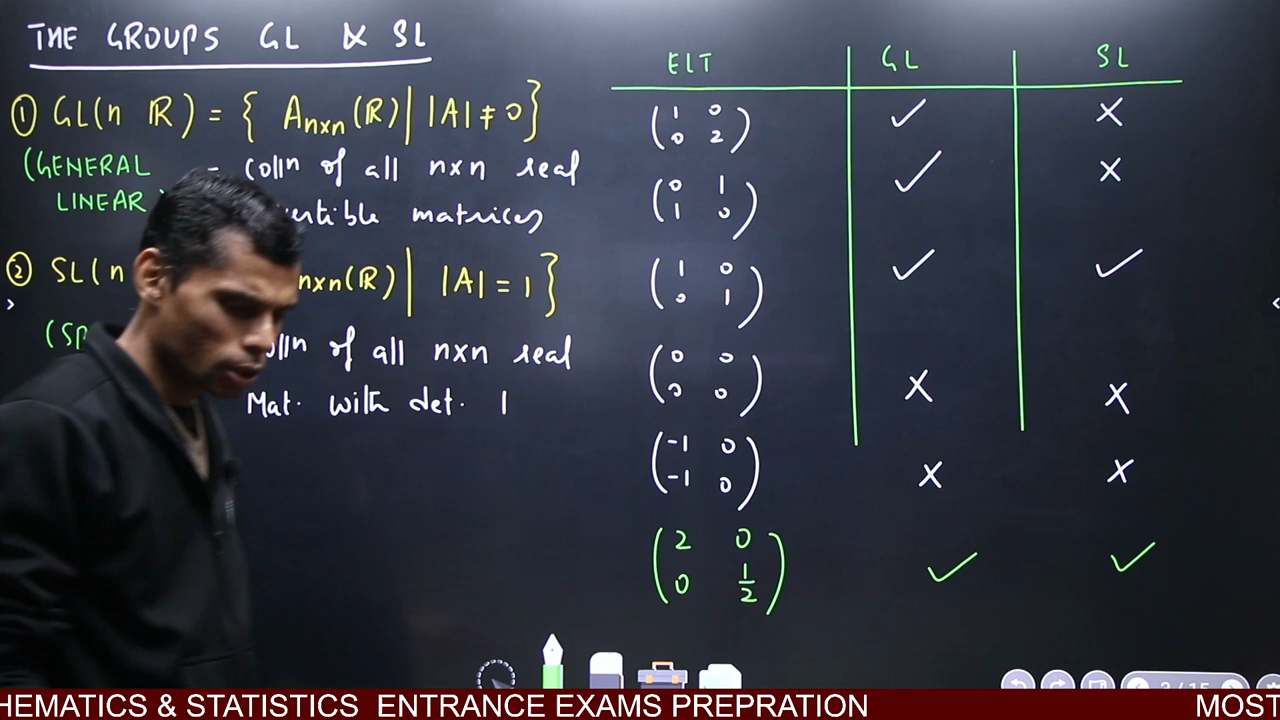 THE GROUPS GL & SL
① GL(n ℝ) = { Anxn(ℝ) | |A| ≠ 0 }
(GENERAL LINEAR
= colln of all nxn real
matrices
② SL(n
nxn(ℝ) | |A| = 1 }
of all nxn real
Mat. with det. 1
ELT GL SL
(1 0
0 2) ✓ ×
(0 1
1 0) ✓ ×
(1 0
0 1) ✓ ✓
(0 0
0 0) × ×
(-1 0
-1 0) × ×
(2 0
0 1/2) ✓ ✓
2/15
HEMATICS & STATISTICS ENTRANCE EXAMS PREPRATION MOST